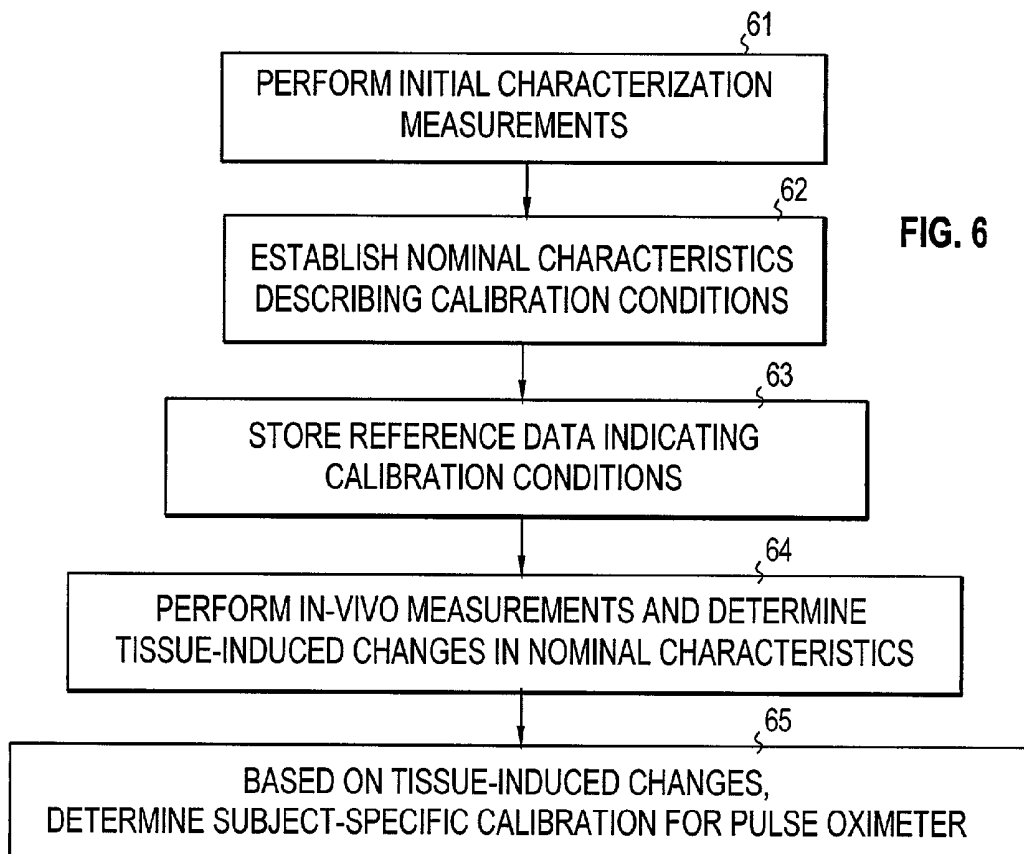 61
PERFORM INITIAL CHARACTERIZATION
MEASUREMENTS
62
ESTABLISH NOMINAL CHARACTERISTICS
DESCRIBING CALIBRATION CONDITIONS
FIG. 6
63
STORE REFERENCE DATA INDICATING
CALIBRATION CONDITIONS
64
PERFORM IN-VIVO MEASUREMENTS AND DETERMINE
TISSUE-INDUCED CHANGES IN NOMINAL CHARACTERISTICS
65
BASED ON TISSUE-INDUCED CHANGES,
DETERMINE SUBJECT-SPECIFIC CALIBRATION FOR PULSE OXIMETER